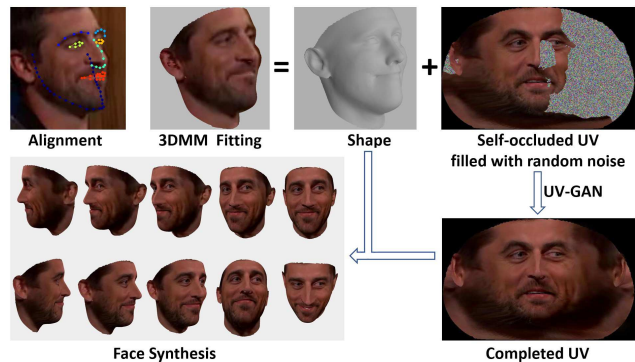 Alignment
3DMM Fitting
=
Shape
+
Self-occluded UV
filled with random noise
UV-GAN
Face Synthesis
Completed UV